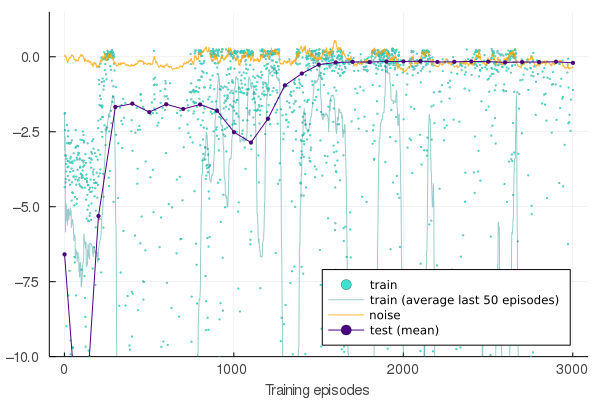 0.0
−2.5
−5.0
−7.5
−10.0
train
train (average last 50 episodes)
noise
test (mean)
0 1000 2000 3000
Training episodes